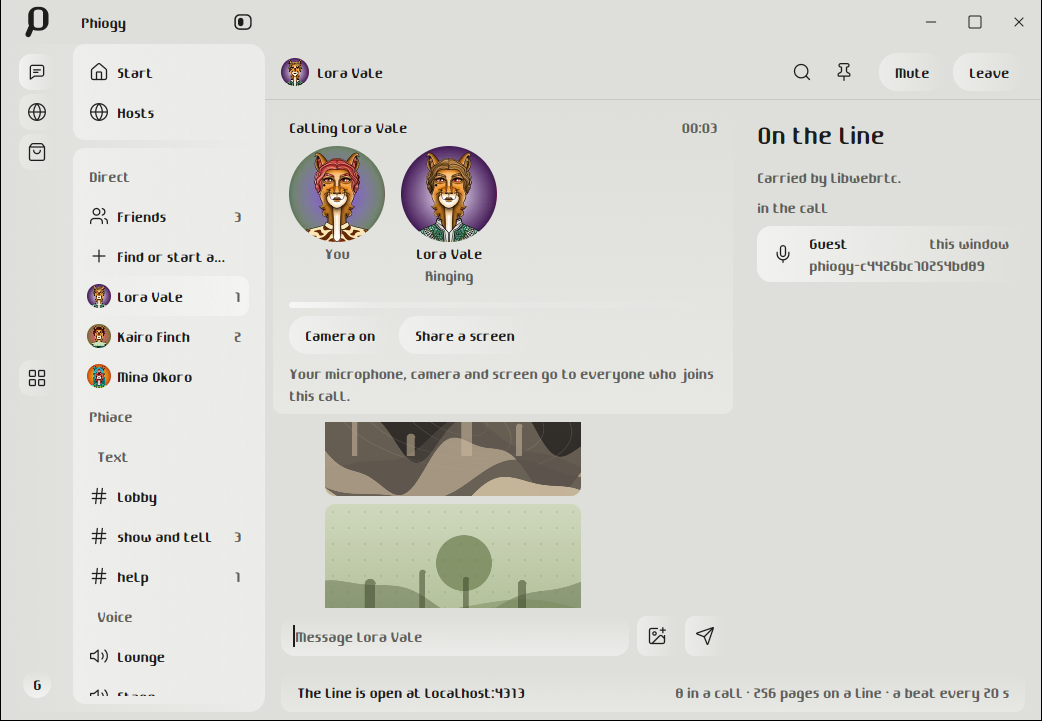 Phiogy
Start
Hosts
Direct
Friends 3
Find or start a...
Lora Vale 1
Kairo Finch 2
Mina Okoro
Phiace
Text
Lobby
show and tell 3
help 1
Voice
Lounge
G
Lora Vale
Mute
Leave
Calling Lora Vale 00:03
You
Lora Vale
Ringing
Camera on
Share a screen
Your microphone, camera and screen go to everyone who joins
this call.
Message Lora Vale
On the Line
Carried by Libwebrtc.
in the call
Guest this window
phiogy-c4426bc70254bd09
The Line is open at localhost:4313
0 in a call · 256 pages on a line · a beat every 20 s